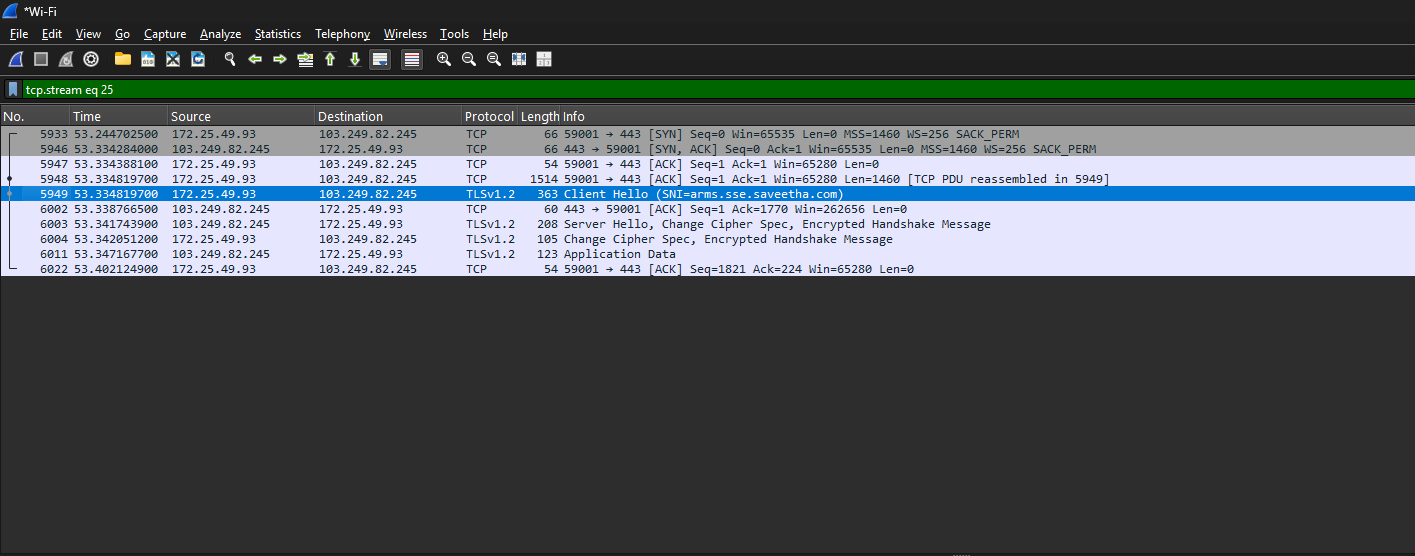 *Wi-Fi
File Edit View Go Capture Analyze Statistics Telephony Wireless Tools Help
tcp.stream eq 25
No. Time Source Destination Protocol Length Info
5933 53.244702500 172.25.49.93 103.249.82.245 TCP 66 59001 → 443 [SYN] Seq=0 Win=65535 Len=0 MSS=1460 WS=256 SACK_PERM
5946 53.334284000 103.249.82.245 172.25.49.93 TCP 66 443 → 59001 [SYN, ACK] Seq=0 Ack=1 Win=65535 Len=0 MSS=1460 WS=256 SACK_PERM
5947 53.334388100 172.25.49.93 103.249.82.245 TCP 54 59001 → 443 [ACK] Seq=1 Ack=1 Win=65280 Len=0
5948 53.334819700 172.25.49.93 103.249.82.245 TCP 1514 59001 → 443 [ACK] Seq=1 Ack=1 Win=65280 Len=1460 [TCP PDU reassembled in 5949]
5949 53.334819700 172.25.49.93 103.249.82.245 TLSv1.2 363 Client Hello (SNI=arms.sse.saveetha.com)
6002 53.338766500 103.249.82.245 172.25.49.93 TCP 60 443 → 59001 [ACK] Seq=1 Ack=1770 Win=262656 Len=0
6003 53.341743900 103.249.82.245 172.25.49.93 TLSv1.2 208 Server Hello, Change Cipher Spec, Encrypted Handshake Message
6004 53.342051200 172.25.49.93 103.249.82.245 TLSv1.2 105 Change Cipher Spec, Encrypted Handshake Message
6011 53.347167700 103.249.82.245 172.25.49.93 TLSv1.2 123 Application Data
6022 53.402124900 172.25.49.93 103.249.82.245 TCP 54 59001 → 443 [ACK] Seq=1821 Ack=224 Win=65280 Len=0